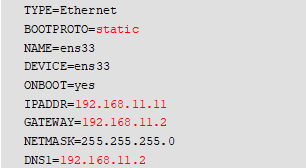 TYPE=Ethernet
BOOTPROTO=static
NAME=ens33
DEVICE=ens33
ONBOOT=yes
IPADDR=192.168.11.11
GATEWAY=192.168.11.2
NETMASK=255.255.255.0
DNS1=192.168.11.2